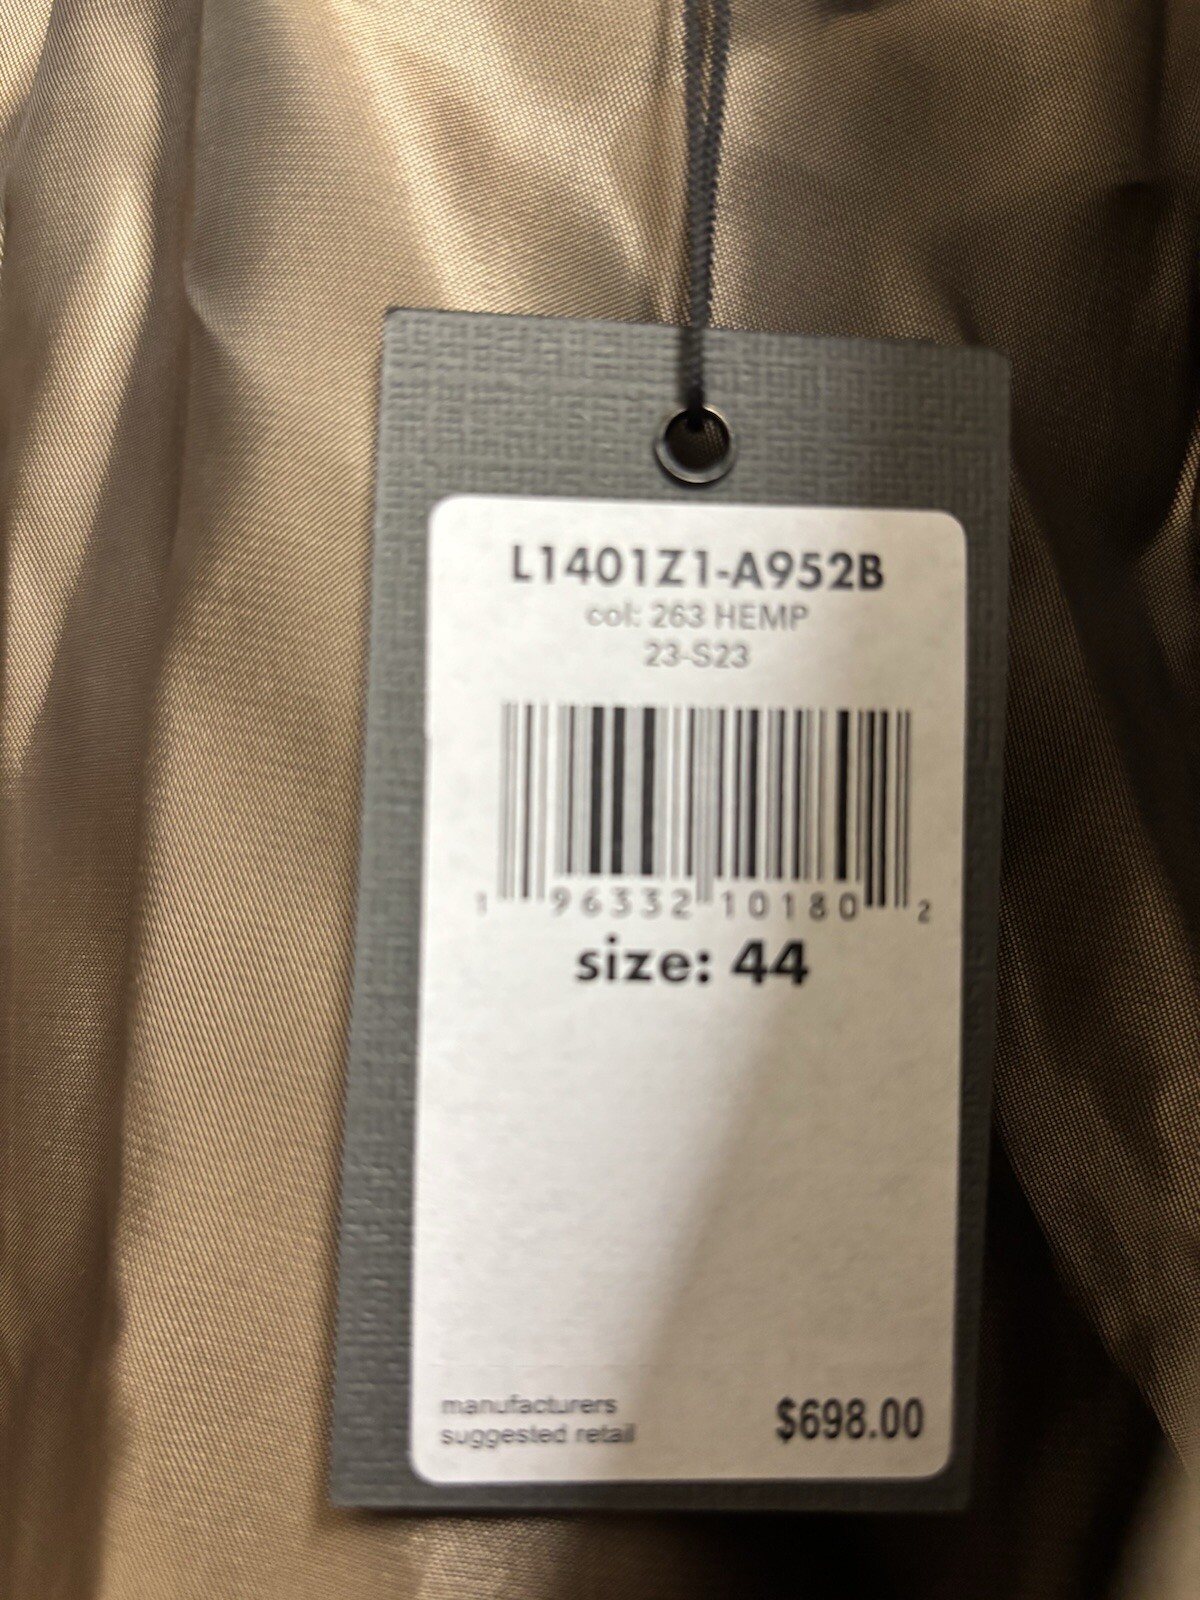 L1401Z1-A952B
col: 263 HEMP
23-S23
1 96332 10180 2
size: 44
manufacturers
suggested retail
$698.00